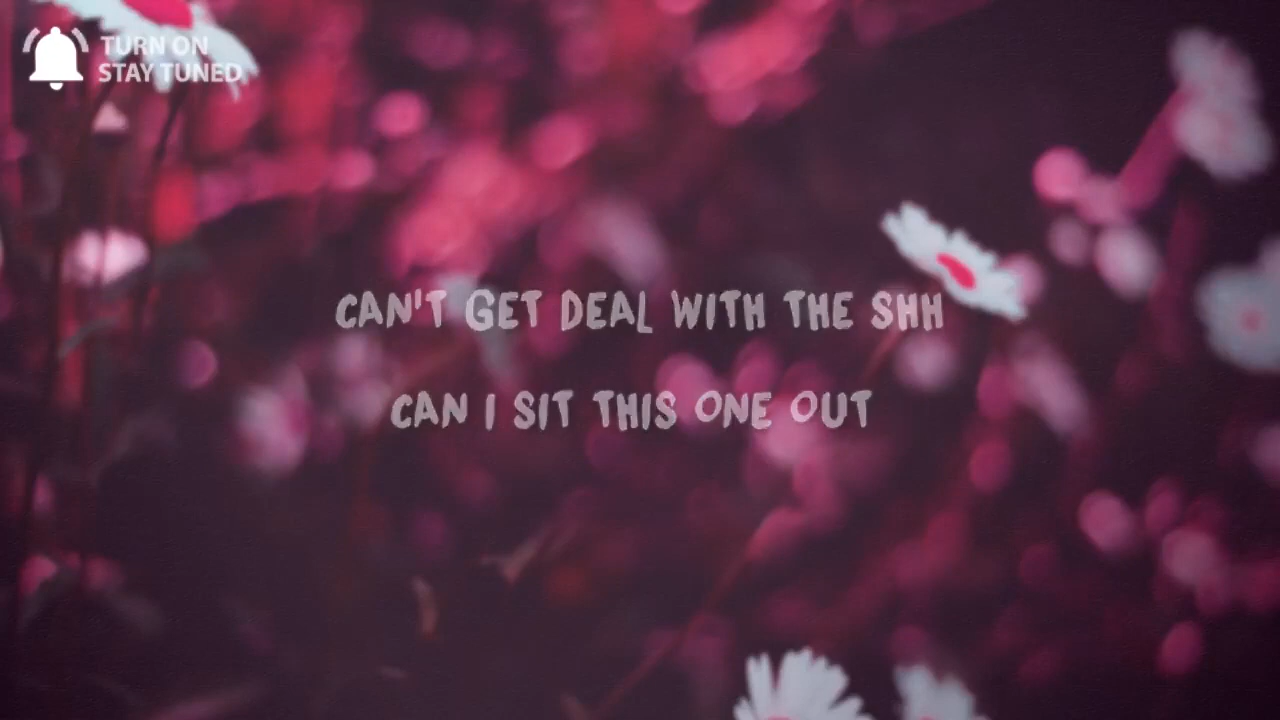 TURN ON
STAY TUNED
CAN'T GET DEAL WITH THE SHH
CAN I SIT THIS ONE OUT